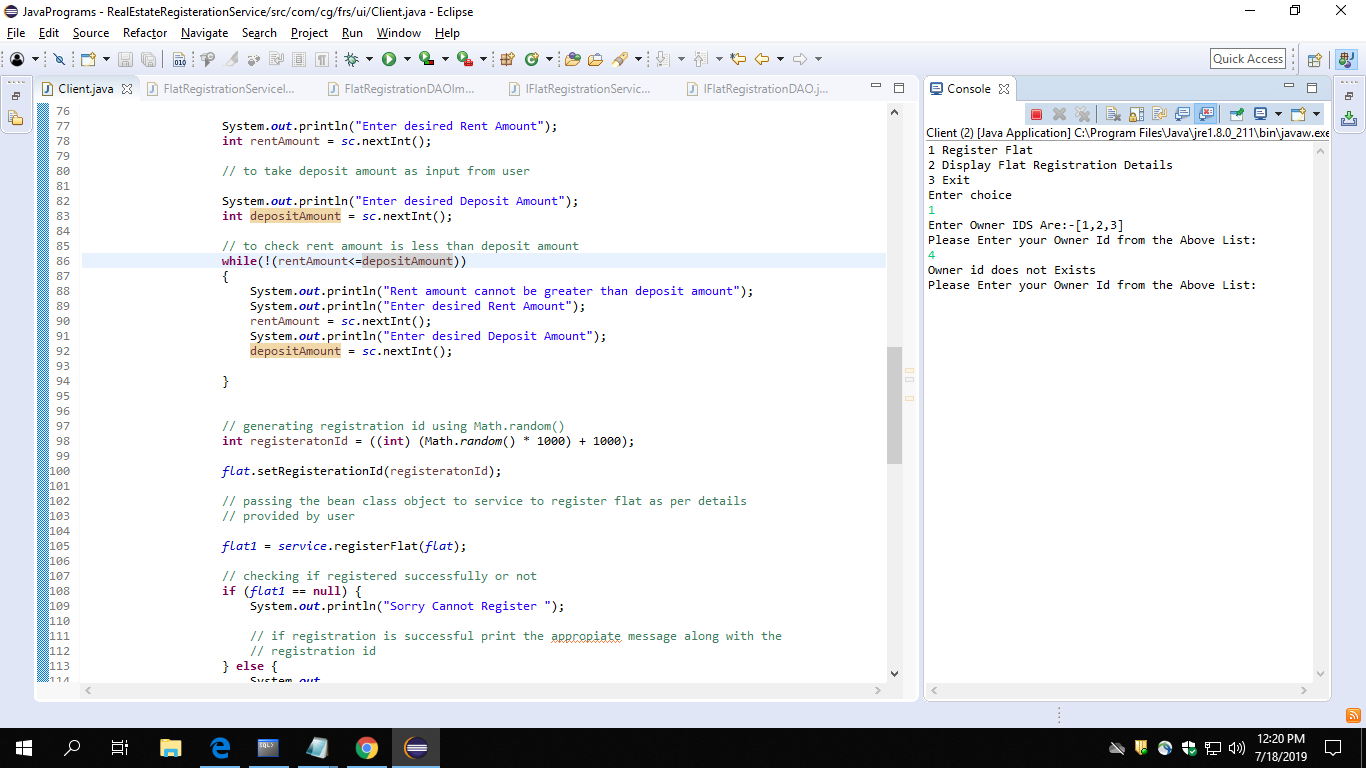 JavaPrograms - RealEstateRegisterationService/src/com/cg/frs/ui/Client.java - Eclipse
File Edit Source Refactor Navigate Search Project Run Window Help
Quick Access
Client.java FlatRegistrationServiceI... FlatRegistrationDAOIm... IFlatRegistrationServic... IFlatRegistrationDAO.j...
76
77 System.out.println("Enter desired Rent Amount");
78 int rentAmount = sc.nextInt();
79
80 // to take deposit amount as input from user
81
82 System.out.println("Enter desired Deposit Amount");
83 int depositAmount = sc.nextInt();
84
85 // to check rent amount is less than deposit amount
86 while(!(rentAmount<=depositAmount))
87 {
88 System.out.println("Rent amount cannot be greater than deposit amount");
89 System.out.println("Enter desired Rent Amount");
90 rentAmount = sc.nextInt();
91 System.out.println("Enter desired Deposit Amount");
92 depositAmount = sc.nextInt();
93
94 }
95
96
97 // generating registration id using Math.random()
98 int registeratonId = ((int) (Math.random() * 1000) + 1000);
99
100 flat.setRegisterationId(registeratonId);
101
102 // passing the bean class object to service to register flat as per details
103 // provided by user
104
105 flat1 = service.registerFlat(flat);
106
107 // checking if registered successfully or not
108 if (flat1 == null) {
109 System.out.println("Sorry Cannot Register ");
110
111 // if registration is successful print the appropiate message along with the
112 // registration id
113 } else {
114 System.out
Console
Client (2) [Java Application] C:\Program Files\Java\jre1.8.0_211\bin\javaw.exe
1 Register Flat
2 Display Flat Registration Details
3 Exit
Enter choice
1
Enter Owner IDS Are:-[1,2,3]
Please Enter your Owner Id from the Above List:
4
Owner id does not Exists
Please Enter your Owner Id from the Above List:
12:20 PM
7/18/2019